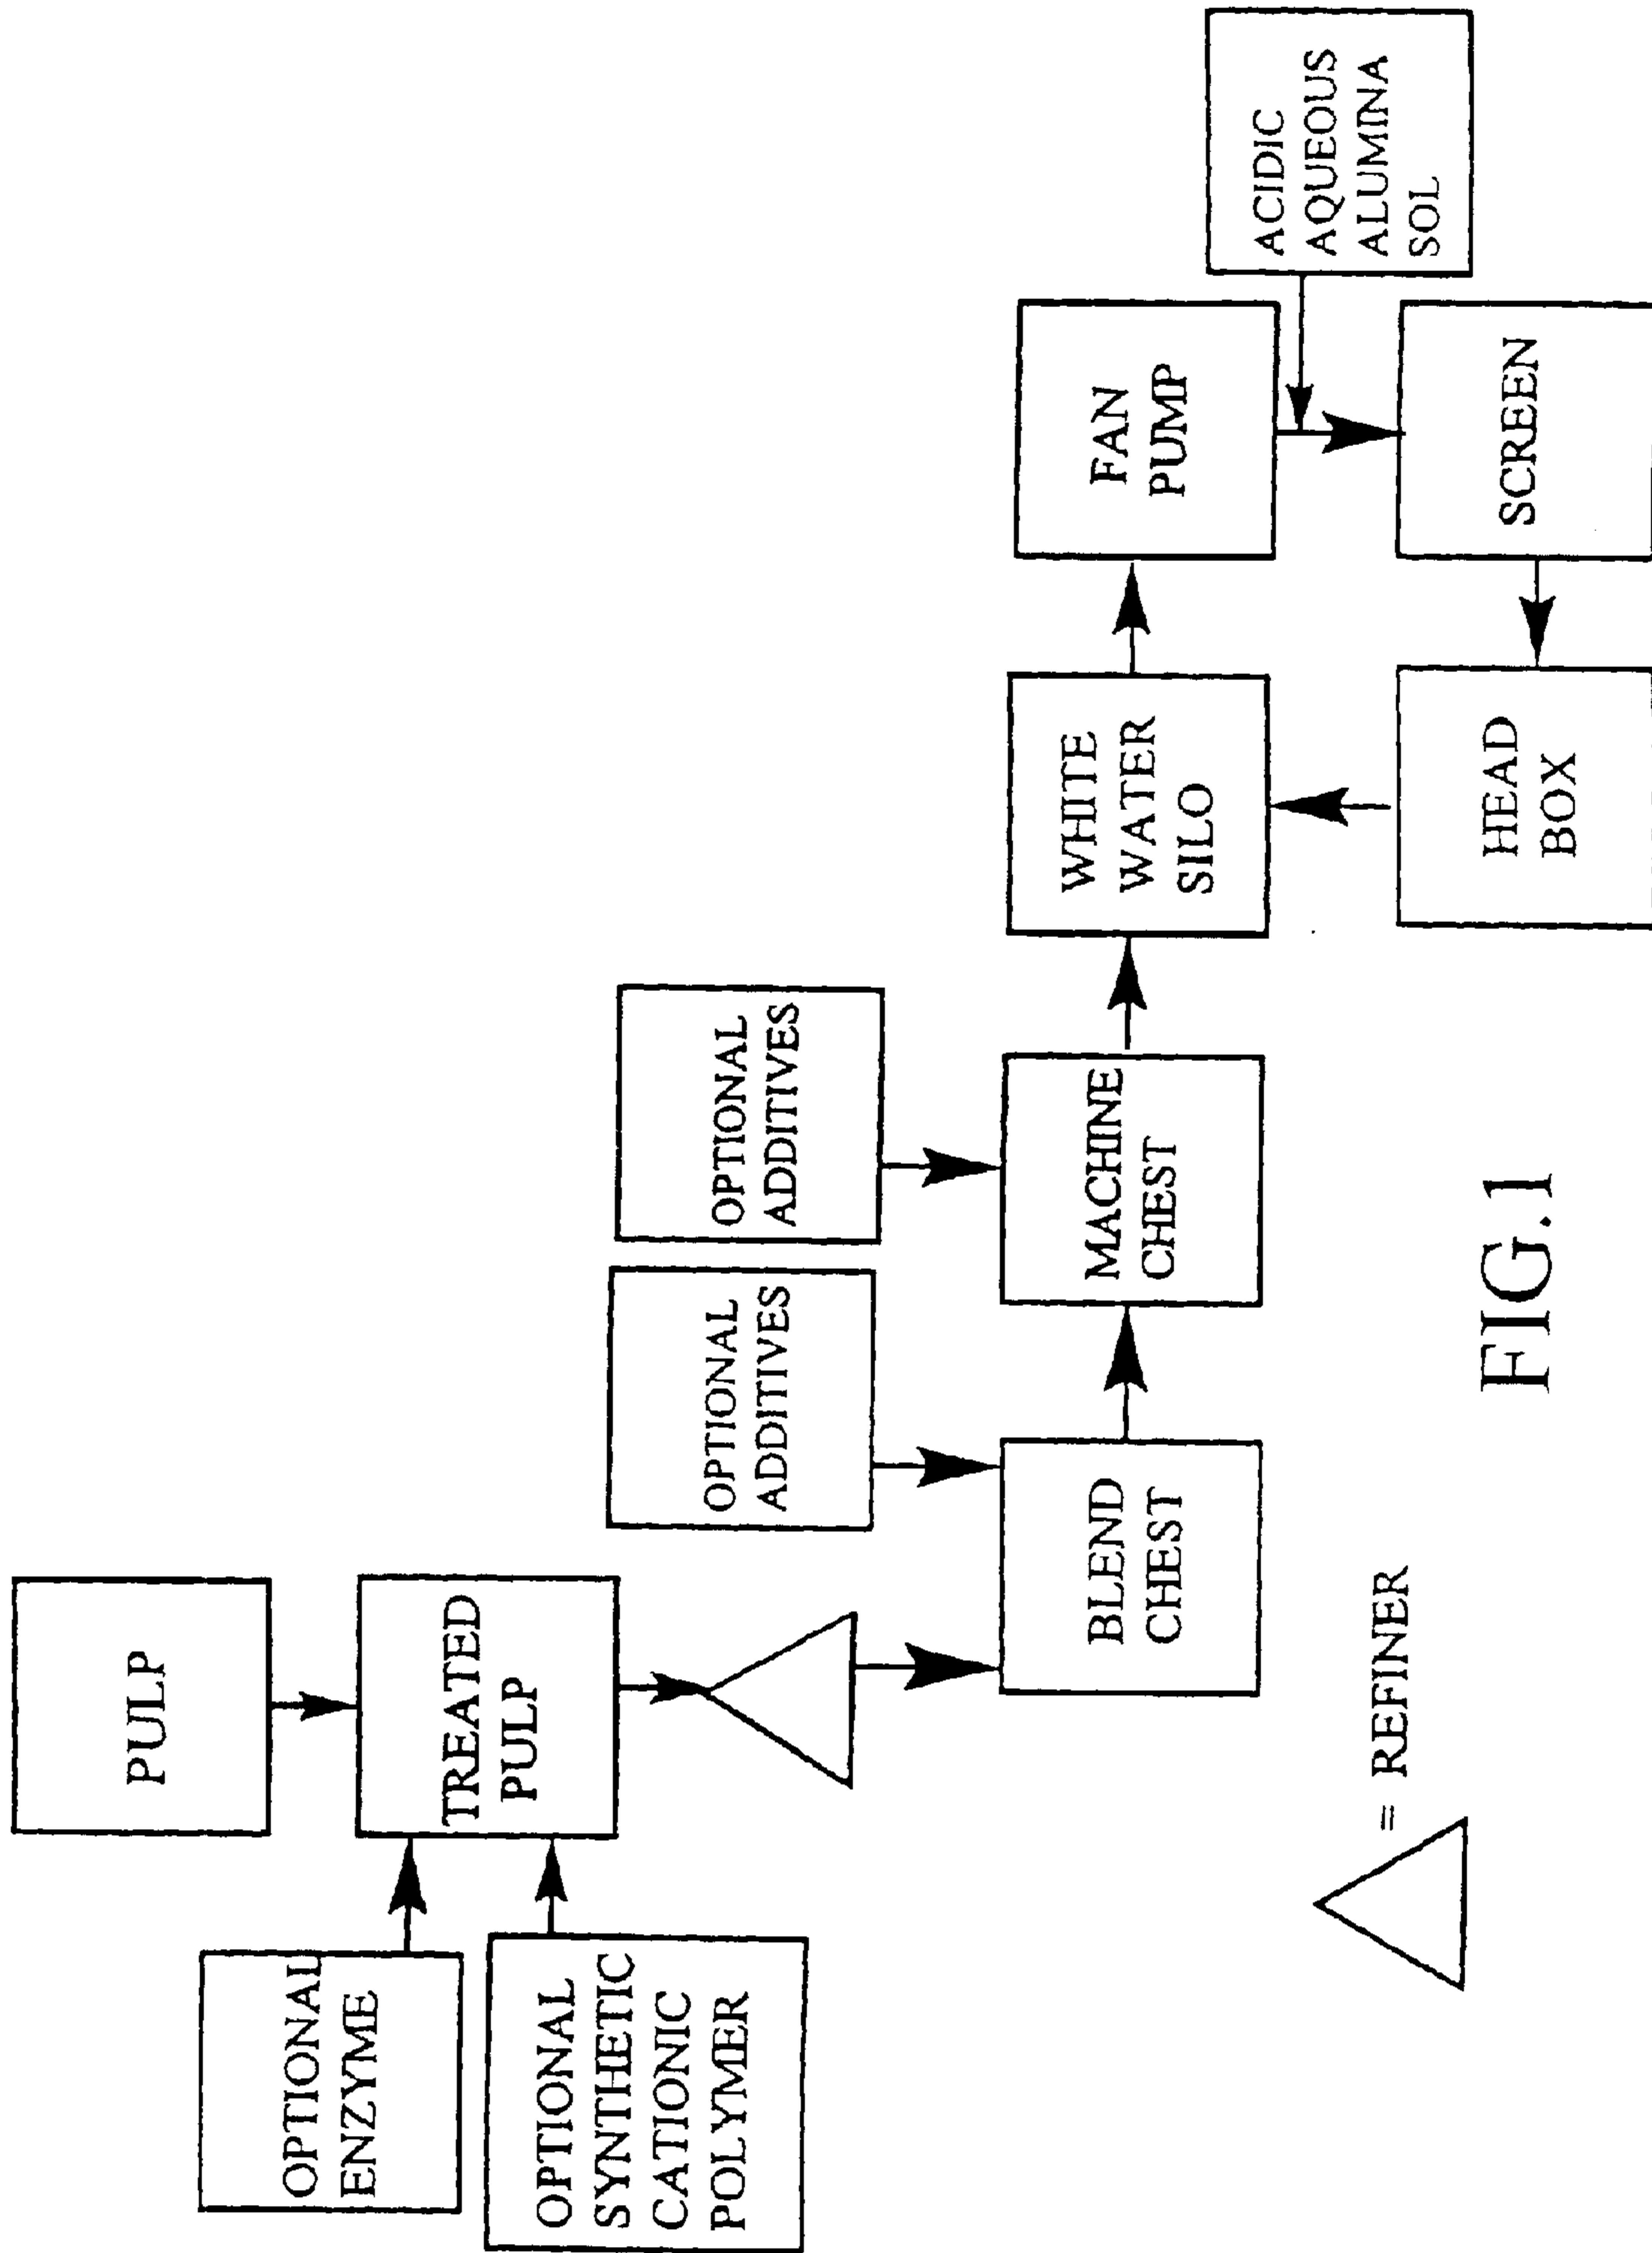 PULP
OPTIONAL
ENZYME
TREATED
PULP
OPTIONAL
SYNTHETIC
CATIONIC
POLYMER
OPTIONAL
ADDITIVES
OPTIONAL
ADDITIVES
BLEND
CHEST
MACHINE
CHEST
WHITE
WATER
SILO
FAN
PUMP
ACIDIC
AQUEOUS
ALUMINA
SOL
HEAD
BOX
SCREEN
= REFINER
FIG.1